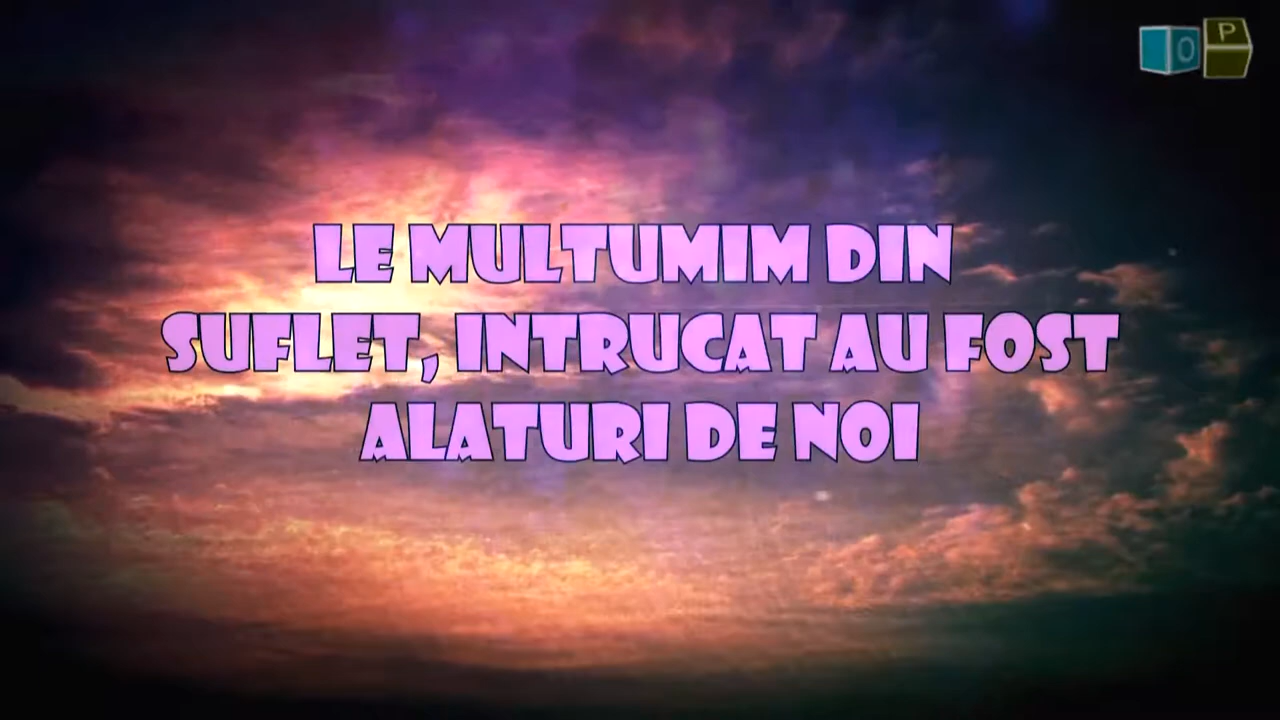 O P
LE MULTUMIM DIN
SUFLET, INTRUCAT AU FOST
ALATURI DE NOI